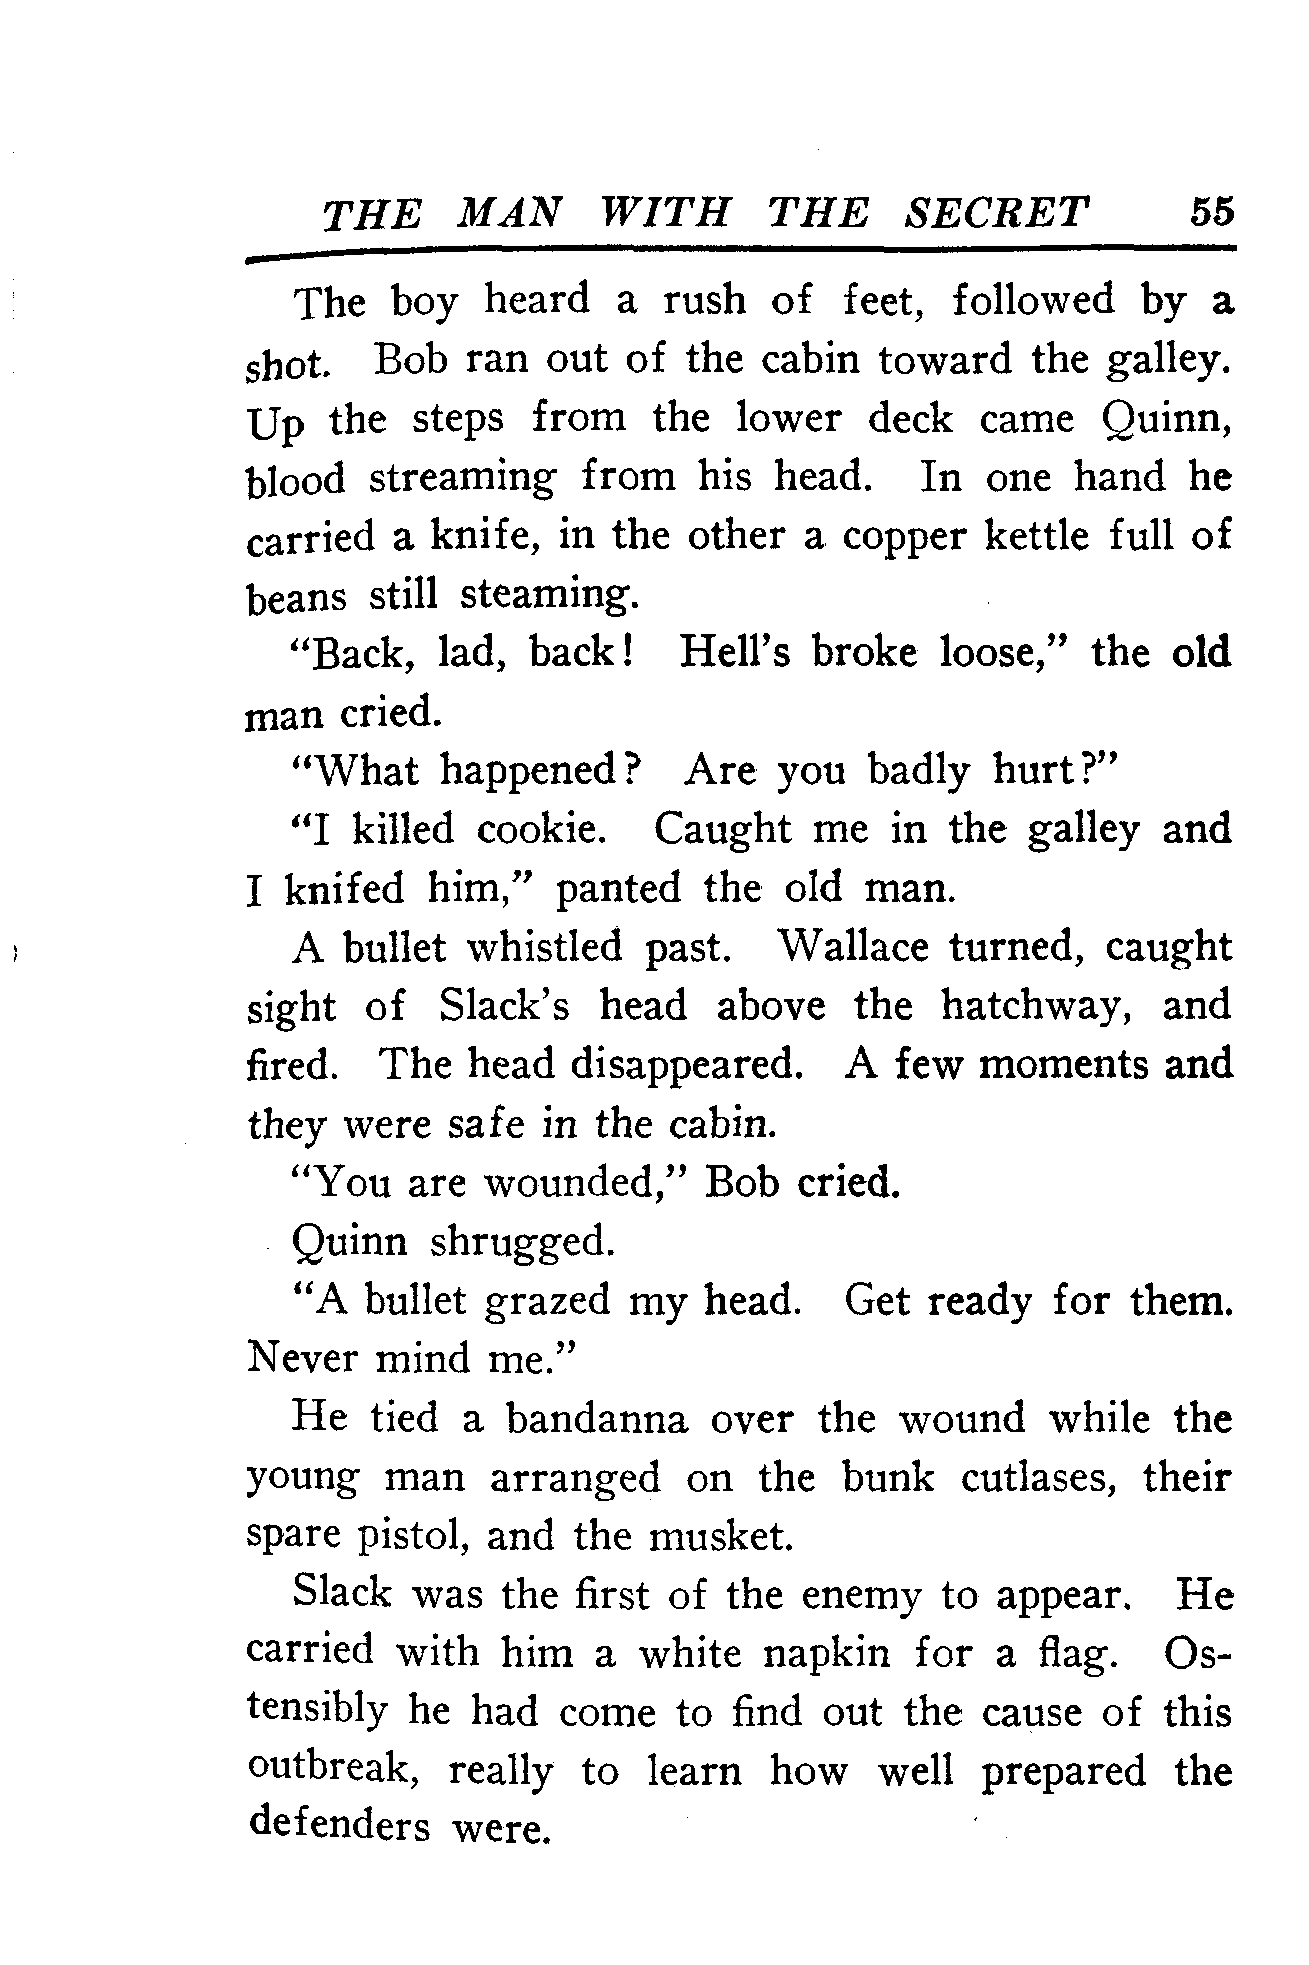 THE MAN WITH THE SECRET 55
The boy heard a rush of feet, followed by a
shot. Bob ran out of the cabin toward the galley.
Up the steps from the lower deck came Quinn,
blood streaming from his head. In one hand he
carried a knife, in the other a copper kettle full of
beans still steaming.
"Back, lad, back! Hell's broke loose," the old
man cried.
"What happened? Are you badly hurt?"
"I killed cookie. Caught me in the galley and
I knifed him," panted the old man.
A bullet whistled past. Wallace turned, caught
sight of Slack's head above the hatchway, and
fired. The head disappeared. A few moments and
they were safe in the cabin.
"You are wounded," Bob cried.
Quinn shrugged.
"A bullet grazed my head. Get ready for them.
Never mind me."
He tied a bandanna over the wound while the
young man arranged on the bunk cutlases, their
spare pistol, and the musket.
Slack was the first of the enemy to appear. He
carried with him a white napkin for a flag. Os-
tensibly he had come to find out the cause of this
outbreak, really to learn how well prepared the
defenders were.